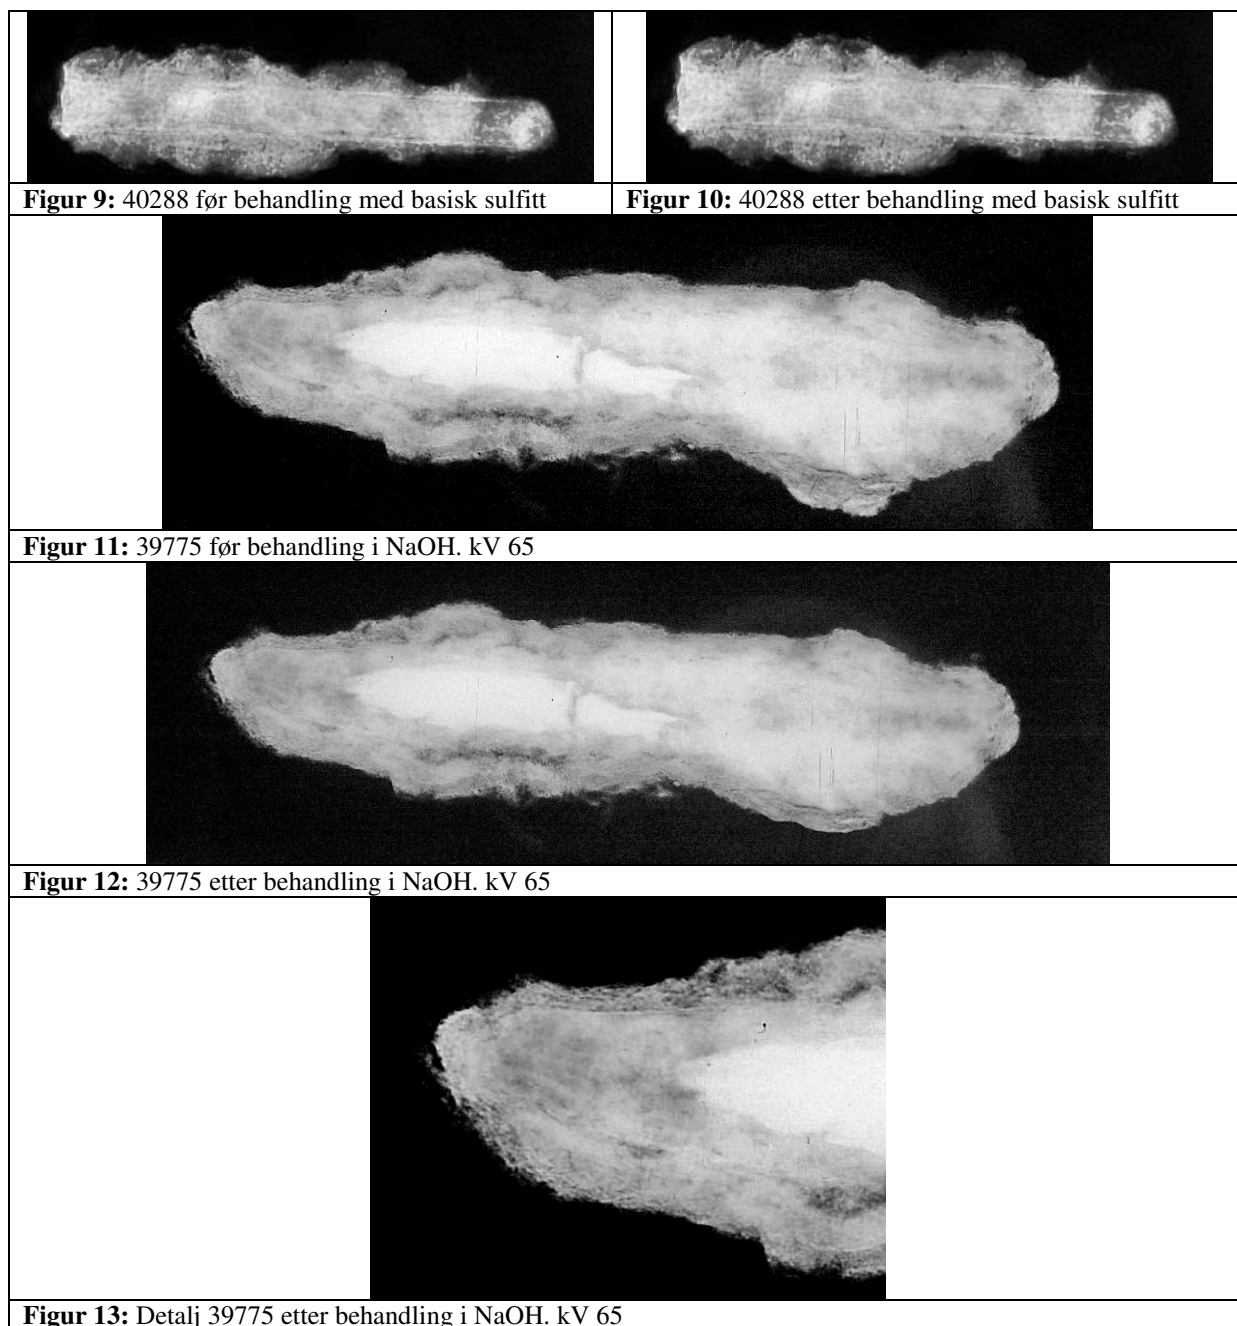 Figur 9: 40288 før behandling med basisk sulfitt
Figur 10: 40288 etter behandling med basisk sulfitt
Figur 11: 39775 før behandling i NaOH. kV 65
Figur 12: 39775 etter behandling i NaOH. kV 65
Figur 13: Detalj 39775 etter behandling i NaOH. kV 65